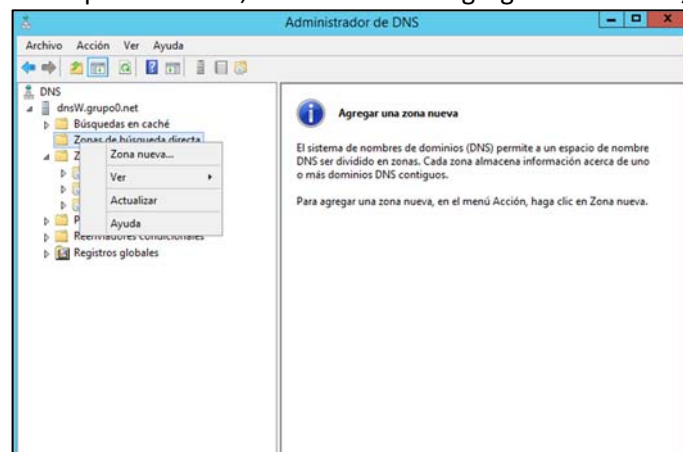 Administrador de DNS
Archivo Acción Ver Ayuda
DNS
dnsW.grupo0.net
Búsquedas en caché
Zonas de búsqueda directa
Z
Zona nueva...
Ver
Actualizar
P
Ayuda
Reenviadores condicionales
Registros globales
Agregar una zona nueva
El sistema de nombres de dominios (DNS) permite a un espacio de nombre
DNS ser dividido en zonas. Cada zona almacena información acerca de uno
o más dominios DNS contiguos.
Para agregar una zona nueva, en el menú Acción, haga clic en Zona nueva.